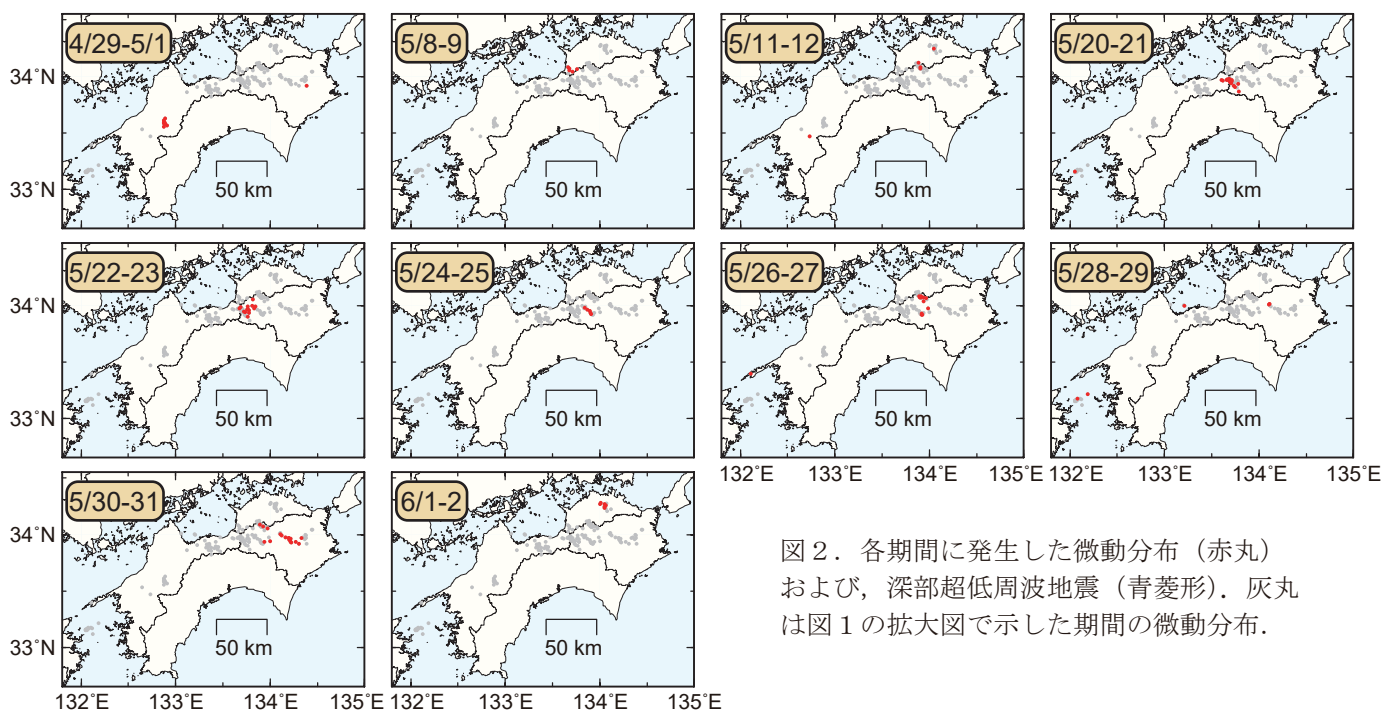 4/29-5/1
5/8-9
5/11-12
5/20-21
34˚N
33˚N
50 km
50 km
50 km
50 km
5/22-23
5/24-25
5/26-27
5/28-29
34˚N
33˚N
50 km
50 km
50 km
50 km
132˚E 133˚E 134˚E 135˚E 132˚E 133˚E 134˚E 135˚E
5/30-31
6/1-2
34˚N
33˚N
50 km
50 km
132˚E 133˚E 134˚E 135˚E 132˚E 133˚E 134˚E 135˚E
図２．各期間に発生した微動分布（赤丸）
および，深部超低周波地震（青菱形）．灰丸
は図１の拡大図で示した期間の微動分布．